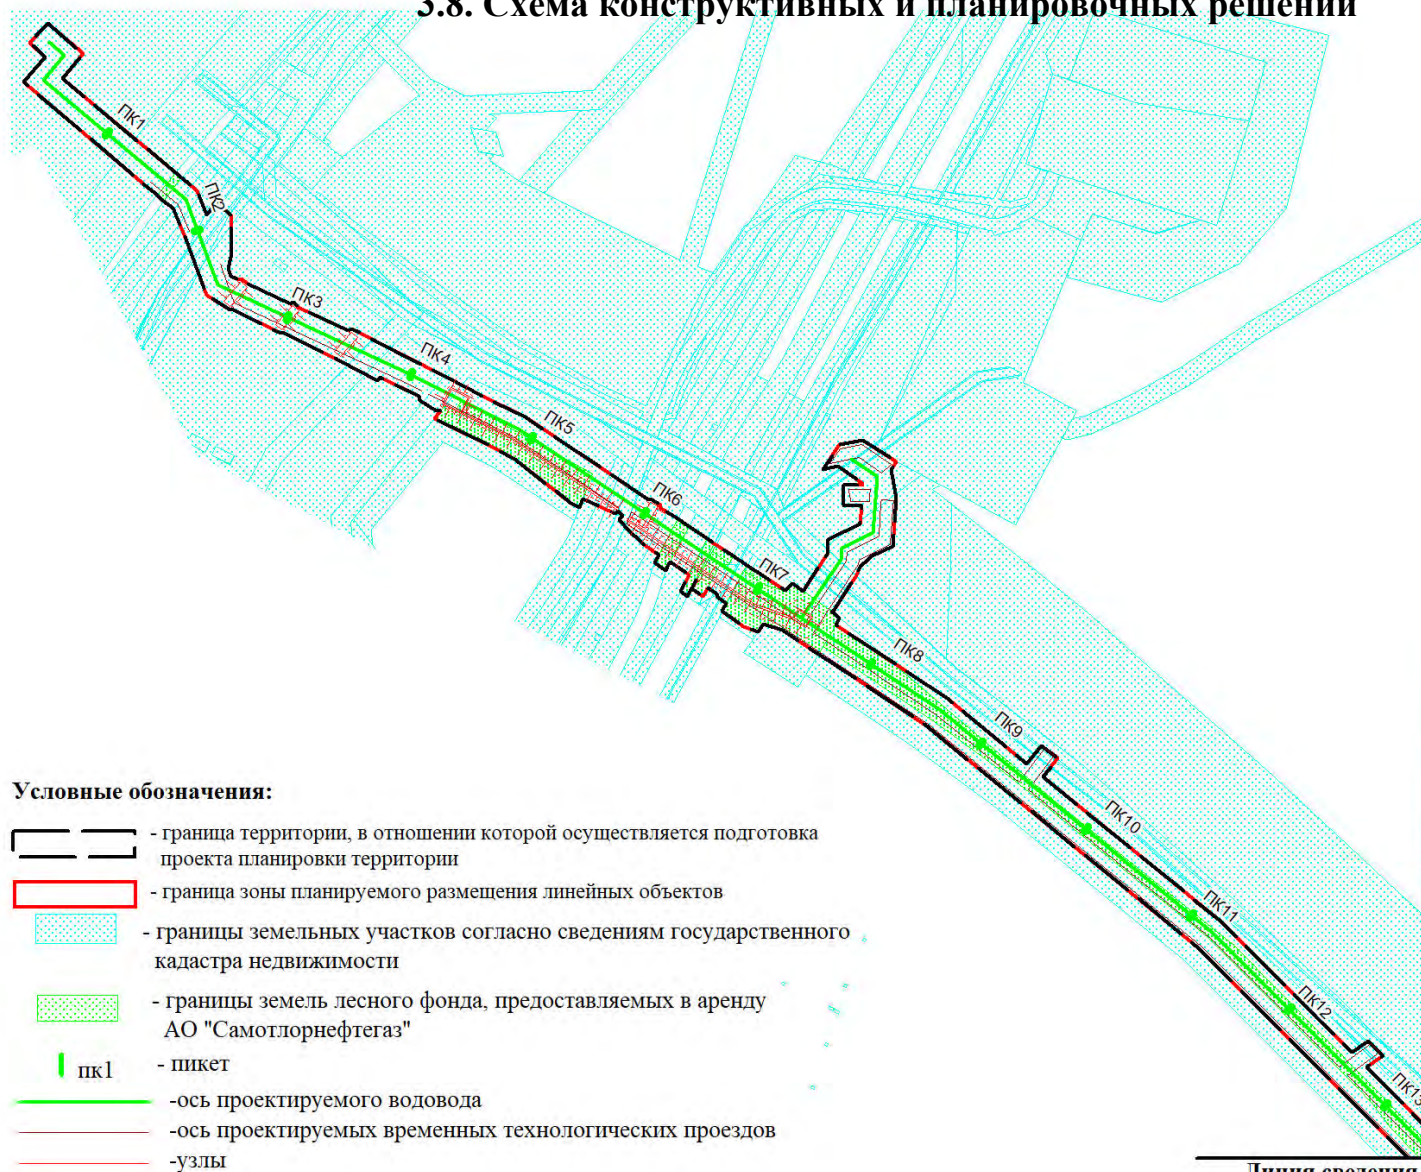 3.8. Схема конструктивных и планировочных решений
ПК1
ПК2
ПК3
ПК4
ПК5
ПК6
ПК7
ПК8
ПК9
ПК10
ПК11
ПК12
ПК13
Условные обозначения:
- граница территории, в отношении которой осуществляется подготовка
проекта планировки территории
- граница зоны планируемого размещения линейных объектов
- границы земельных участков согласно сведениям государственного
кадастра недвижимости
- границы земель лесного фонда, предоставляемых в аренду
АО "Самотлорнефтегаз"
пк1 - пикет
-ось проектируемого водовода
-ось проектируемых временных технологических проездов
-узлы
Линия сведения